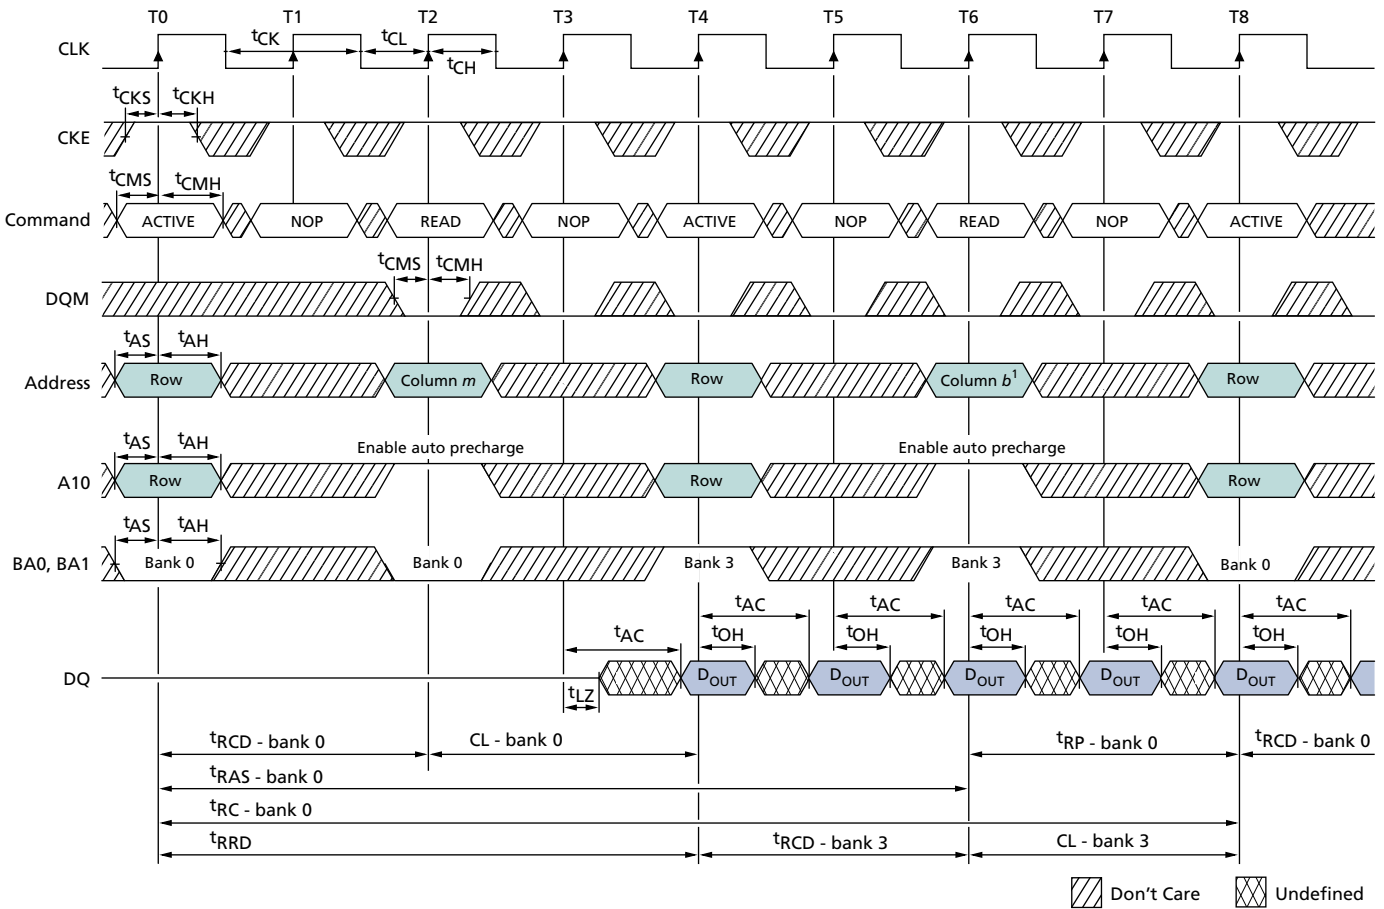 T0 T1 T2 T3 T4 T5 T6 T7 T8
CLK tCK tCL tCH
tCKS tCKH
CKE
tCMS tCMH
Command ACTIVE NOP READ NOP ACTIVE NOP READ NOP ACTIVE
tCMS tCMH
DQM
tAS tAH
Address Row Column m Row Column b1 Row
tAS tAH Enable auto precharge Enable auto precharge
A10 Row Row Row
tAS tAH
BA0, BA1 Bank 0 Bank 0 Bank 3 Bank 3 Bank 0
tAC tAC tAC tAC tAC
tAC tOH tOH tOH tOH tOH
DQ DOUT DOUT DOUT DOUT DOUT
tLZ
tRCD - bank 0 CL - bank 0 tRP - bank 0 tRCD - bank 0
tRAS - bank 0
tRC - bank 0
tRRD tRCD - bank 3 CL - bank 3
Don't Care Undefined